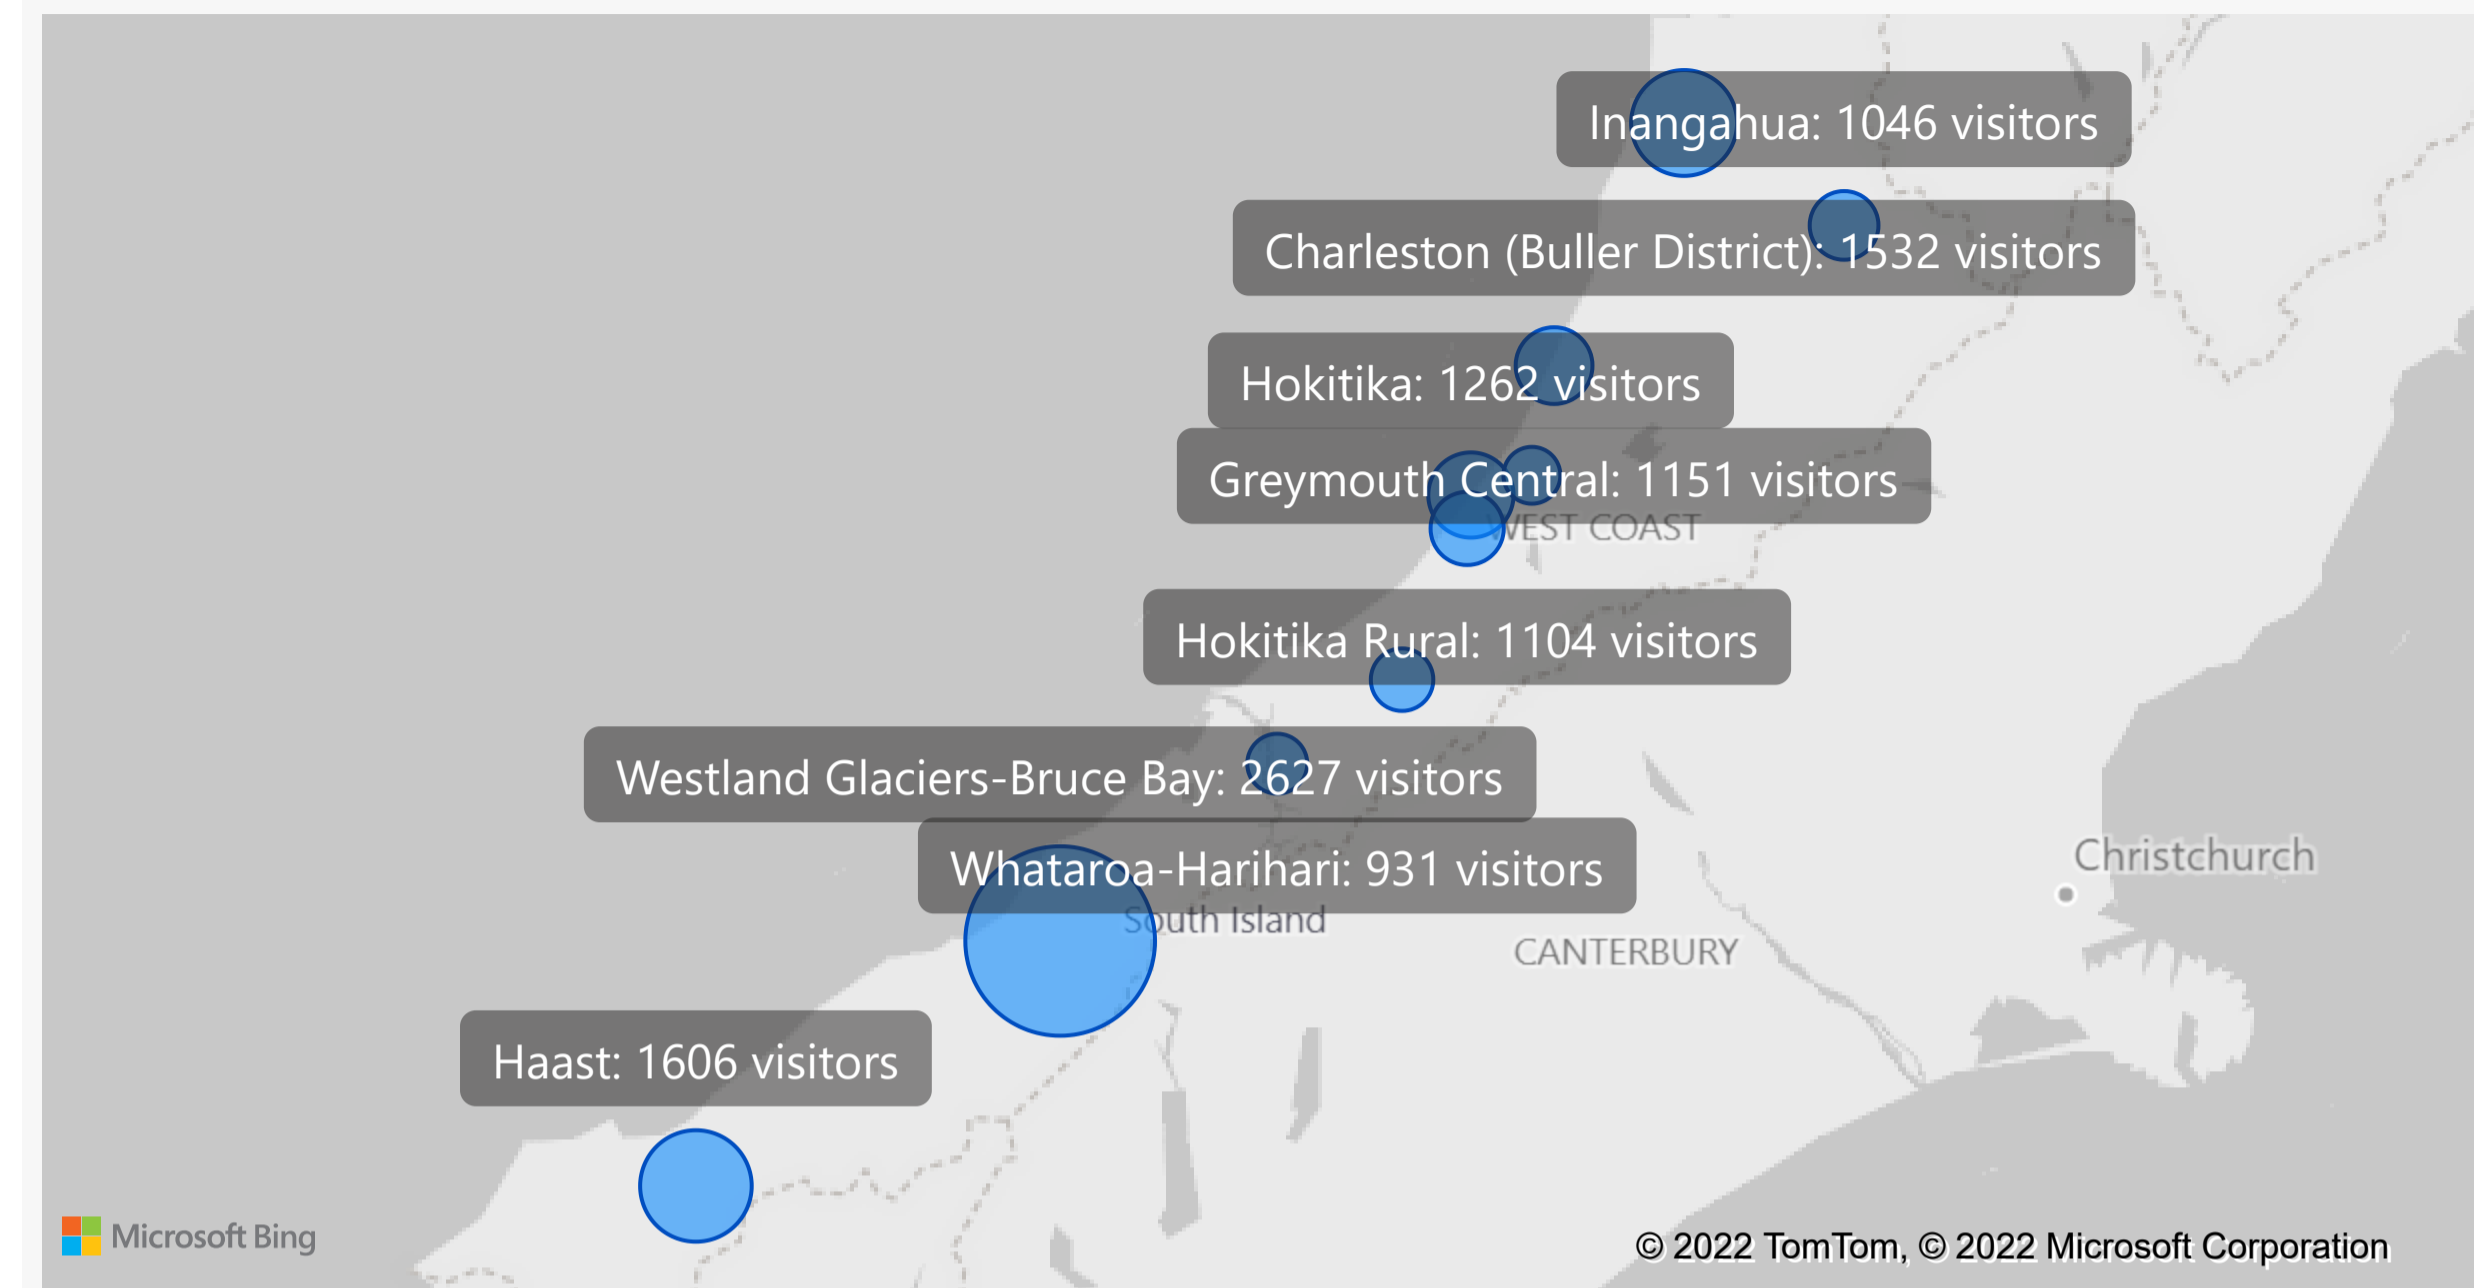 Inangahua: 1046 visitors
Charleston (Buller District): 1532 visitors
Hokitika: 1262 visitors
Greymouth Central: 1151 visitors
WEST COAST
Hokitika Rural: 1104 visitors
Westland Glaciers-Bruce Bay: 2627 visitors
Whataroa-Harihari: 931 visitors
Christchurch
South Island
CANTERBURY
Haast: 1606 visitors
Microsoft Bing
© 2022 TomTom, © 2022 Microsoft Corporation